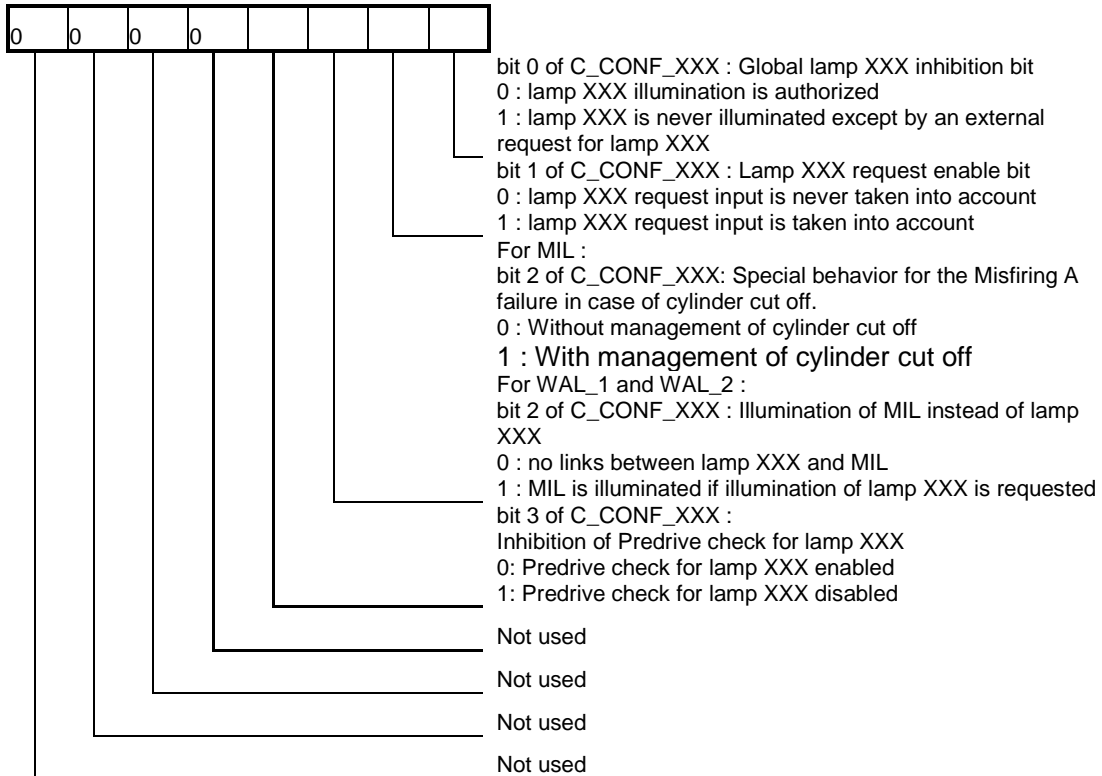 0 0 0 0
bit 0 of C_CONF_XXX : Global lamp XXX inhibition bit
0 : lamp XXX illumination is authorized
1 : lamp XXX is never illuminated except by an external
request for lamp XXX
bit 1 of C_CONF_XXX : Lamp XXX request enable bit
0 : lamp XXX request input is never taken into account
1 : lamp XXX request input is taken into account
For MIL :
bit 2 of C_CONF_XXX: Special behavior for the Misfiring A
failure in case of cylinder cut off.
0 : Without management of cylinder cut off
1 : With management of cylinder cut off
For WAL_1 and WAL_2 :
bit 2 of C_CONF_XXX : Illumination of MIL instead of lamp
XXX
0 : no links between lamp XXX and MIL
1 : MIL is illuminated if illumination of lamp XXX is requested
bit 3 of C_CONF_XXX :
Inhibition of Predrive check for lamp XXX
0: Predrive check for lamp XXX enabled
1: Predrive check for lamp XXX disabled
Not used
Not used
Not used
Not used